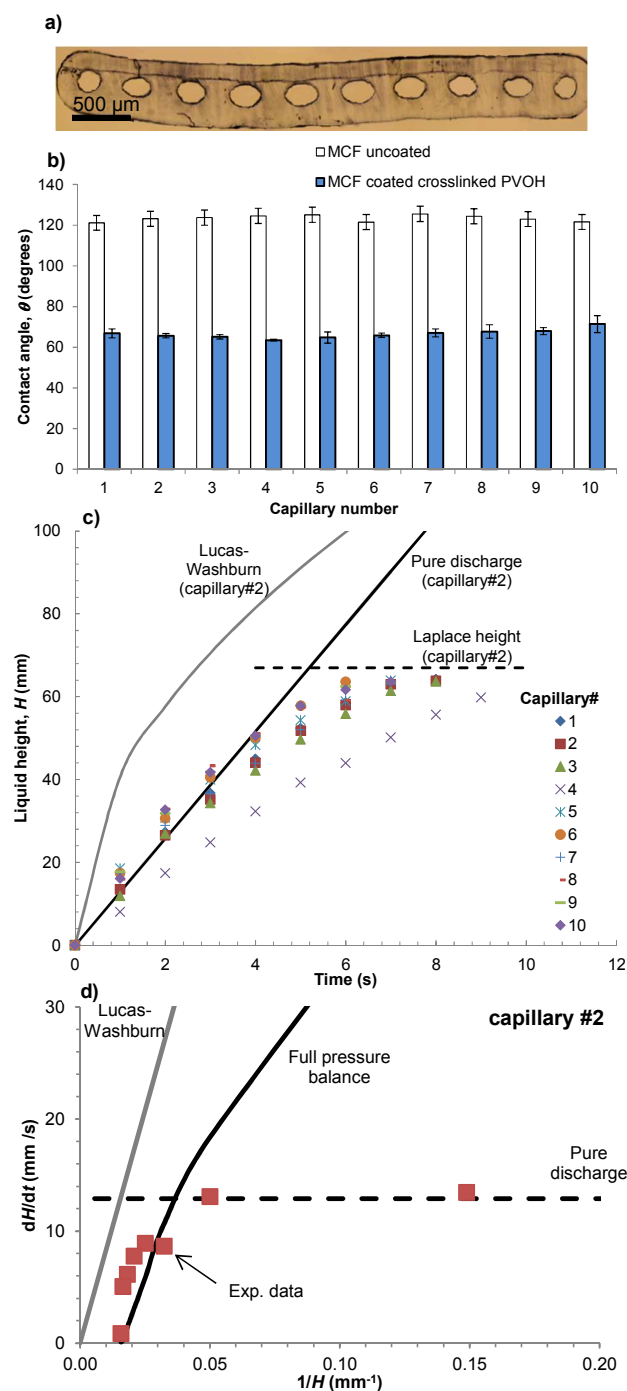 a)
500 µm
b)
MCF uncoated
MCF coated crosslinked PVOH
140
120
100
80
60
40
20
0
Contact angle, θ (degrees)
1 2 3 4 5 6 7 8 9 10
Capillary number
c)
100
80
60
40
20
0
Liquid height, H (mm)
Lucas-
Washburn
(capillary#2)
Pure discharge
(capillary#2)
Laplace height
(capillary#2)
Capillary#
1
2
3
4
5
6
7
8
9
10
0 2 4 6 8 10 12
Time (s)
d)
Lucas-
Washburn
capillary #2
Full pressure
balance
Pure
discharge
Exp. data
30
20
10
0
dH/dt (mm /s)
0.00 0.05 0.10 0.15 0.20
1/H (mm⁻¹)